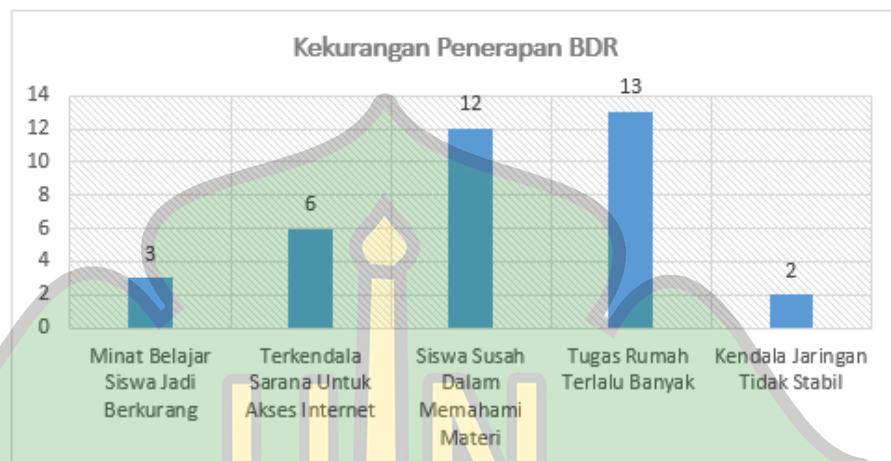 Kekurangan Penerapan BDR
14
12
10
8
6
4
2
0
3
6
12
13
2
Minat Belajar
Siswa Jadi
Berkurang
Terkendala
Sarana Untuk
Akses Internet
Siswa Susah
Dalam
Memahami
Materi
Tugas Rumah
Terlalu Banyak
Kendala Jaringan
Tidak Stabil
UIN